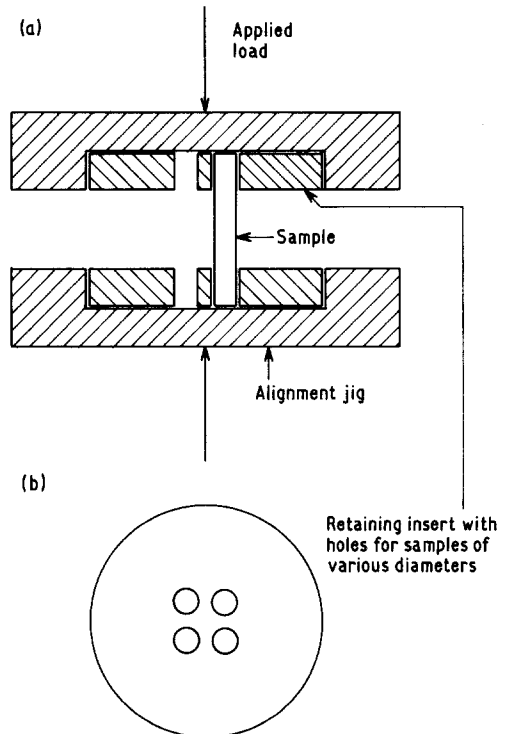 (a)
Applied
load
Sample
Alignment jig
(b)
Retaining insert with
holes for samples of
various diameters